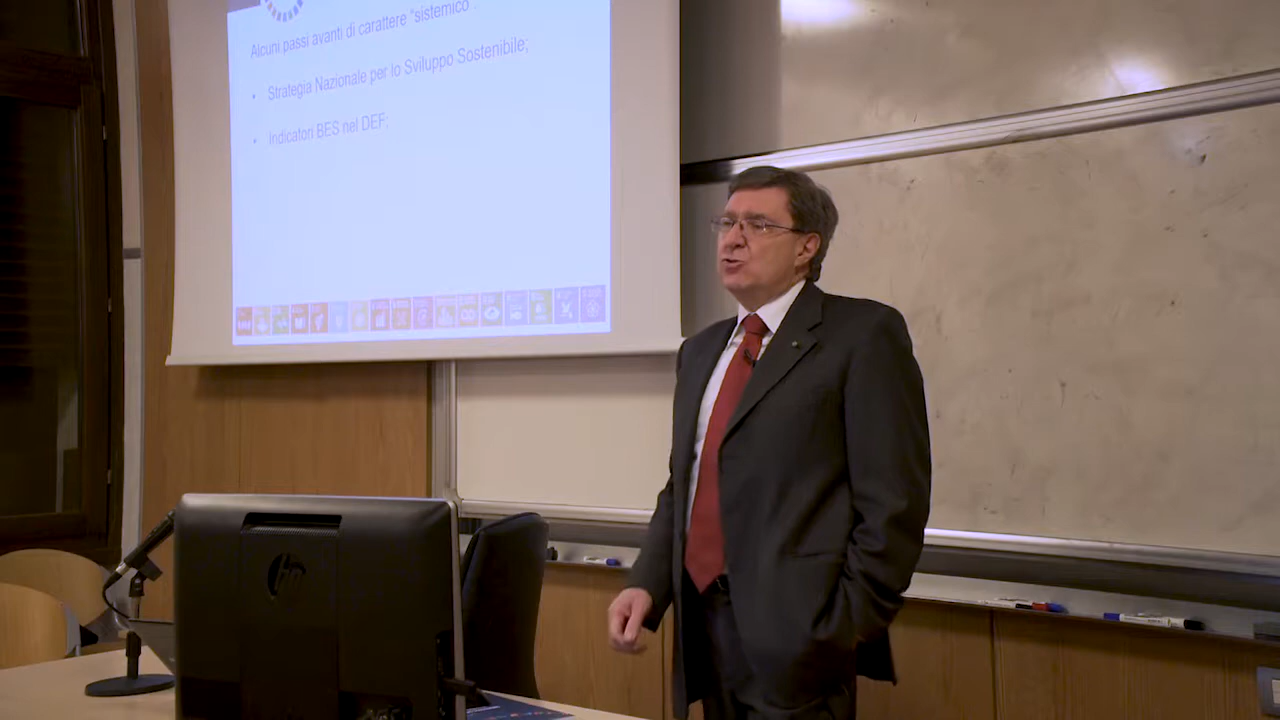 Alcuni passi avanti di carattere "sistemico":
• Strategia Nazionale per lo Sviluppo Sostenibile;
• Indicatori BES nel DEF;
hp